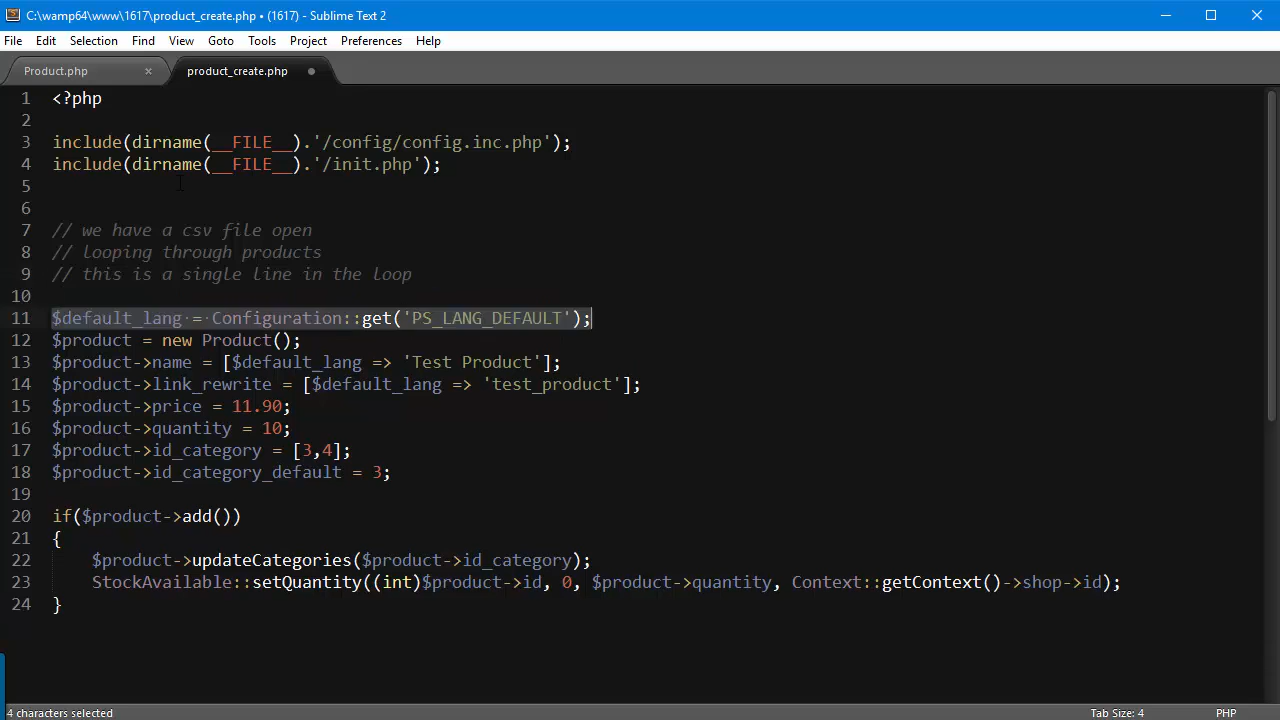 C:\wamp64\www\1617\product_create.php • (1617) - Sublime Text 2
File Edit Selection Find View Goto Tools Project Preferences Help
Product.php × product_create.php
1 <?php
2
3 include(dirname(__FILE__).'/config/config.inc.php');
4 include(dirname(__FILE__).'/init.php');
5
6
7 // we have a csv file open
8 // looping through products
9 // this is a single line in the loop
10
11 $default_lang = Configuration::get('PS_LANG_DEFAULT');
12 $product = new Product();
13 $product->name = [$default_lang => 'Test Product'];
14 $product->link_rewrite = [$default_lang => 'test_product'];
15 $product->price = 11.90;
16 $product->quantity = 10;
17 $product->id_category = [3,4];
18 $product->id_category_default = 3;
19
20 if($product->add())
21 {
22 $product->updateCategories($product->id_category);
23 StockAvailable::setQuantity((int)$product->id, 0, $product->quantity, Context::getContext()->shop->id);
24 }
4 characters selected Tab Size: 4 PHP